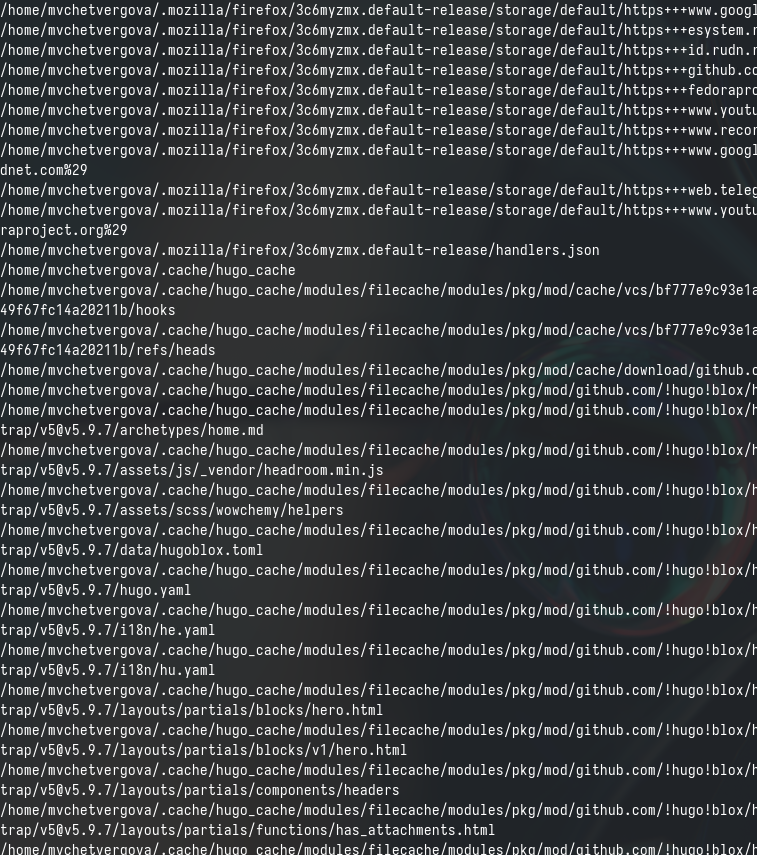 /home/mvchetvergova/.mozilla/firefox/3c6myzmx.default-release/storage/default/https+++www.googl
/home/mvchetvergova/.mozilla/firefox/3c6myzmx.default-release/storage/default/https+++esystem.r
/home/mvchetvergova/.mozilla/firefox/3c6myzmx.default-release/storage/default/https+++id.rudn.r
/home/mvchetvergova/.mozilla/firefox/3c6myzmx.default-release/storage/default/https+++github.co
/home/mvchetvergova/.mozilla/firefox/3c6myzmx.default-release/storage/default/https+++fedorapro
/home/mvchetvergova/.mozilla/firefox/3c6myzmx.default-release/storage/default/https+++www.youtu
/home/mvchetvergova/.mozilla/firefox/3c6myzmx.default-release/storage/default/https+++www.recor
/home/mvchetvergova/.mozilla/firefox/3c6myzmx.default-release/storage/default/https+++www.googl
dnet.com%29
/home/mvchetvergova/.mozilla/firefox/3c6myzmx.default-release/storage/default/https+++web.teleg
/home/mvchetvergova/.mozilla/firefox/3c6myzmx.default-release/storage/default/https+++www.youtu
raproject.org%29
/home/mvchetvergova/.mozilla/firefox/3c6myzmx.default-release/handlers.json
/home/mvchetvergova/.cache/hugo_cache
/home/mvchetvergova/.cache/hugo_cache/modules/filecache/modules/pkg/mod/cache/vcs/bf777e9c93e1a
49f67fc14a20211b/hooks
/home/mvchetvergova/.cache/hugo_cache/modules/filecache/modules/pkg/mod/cache/vcs/bf777e9c93e1a
49f67fc14a20211b/refs/heads
/home/mvchetvergova/.cache/hugo_cache/modules/filecache/modules/pkg/mod/cache/download/github.c
/home/mvchetvergova/.cache/hugo_cache/modules/filecache/modules/pkg/mod/github.com/!hugo!blox/h
/home/mvchetvergova/.cache/hugo_cache/modules/filecache/modules/pkg/mod/github.com/!hugo!blox/h
trap/v5@v5.9.7/archetypes/home.md
/home/mvchetvergova/.cache/hugo_cache/modules/filecache/modules/pkg/mod/github.com/!hugo!blox/h
trap/v5@v5.9.7/assets/js/_vendor/headroom.min.js
/home/mvchetvergova/.cache/hugo_cache/modules/filecache/modules/pkg/mod/github.com/!hugo!blox/h
trap/v5@v5.9.7/assets/scss/wowchemy/helpers
/home/mvchetvergova/.cache/hugo_cache/modules/filecache/modules/pkg/mod/github.com/!hugo!blox/h
trap/v5@v5.9.7/data/hugoblox.toml
/home/mvchetvergova/.cache/hugo_cache/modules/filecache/modules/pkg/mod/github.com/!hugo!blox/h
trap/v5@v5.9.7/hugo.yaml
/home/mvchetvergova/.cache/hugo_cache/modules/filecache/modules/pkg/mod/github.com/!hugo!blox/h
trap/v5@v5.9.7/i18n/he.yaml
/home/mvchetvergova/.cache/hugo_cache/modules/filecache/modules/pkg/mod/github.com/!hugo!blox/h
trap/v5@v5.9.7/i18n/hu.yaml
/home/mvchetvergova/.cache/hugo_cache/modules/filecache/modules/pkg/mod/github.com/!hugo!blox/h
trap/v5@v5.9.7/layouts/partials/blocks/hero.html
/home/mvchetvergova/.cache/hugo_cache/modules/filecache/modules/pkg/mod/github.com/!hugo!blox/h
trap/v5@v5.9.7/layouts/partials/blocks/v1/hero.html
/home/mvchetvergova/.cache/hugo_cache/modules/filecache/modules/pkg/mod/github.com/!hugo!blox/h
trap/v5@v5.9.7/layouts/partials/components/headers
/home/mvchetvergova/.cache/hugo_cache/modules/filecache/modules/pkg/mod/github.com/!hugo!blox/h
trap/v5@v5.9.7/layouts/partials/functions/has_attachments.html
/home/mvchetvergova/.cache/hugo_cache/modules/filecache/modules/pkg/mod/github.com/!hugo!blox/h